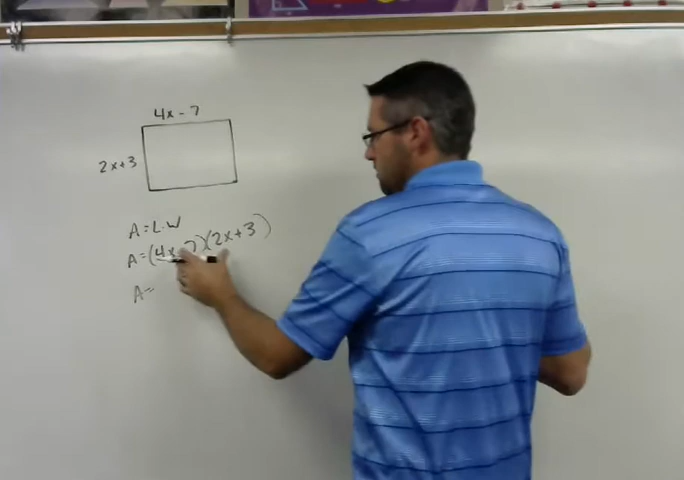 4x - 7
2x+3
A = L·W
A = (4x-7)(2x+3)
A =